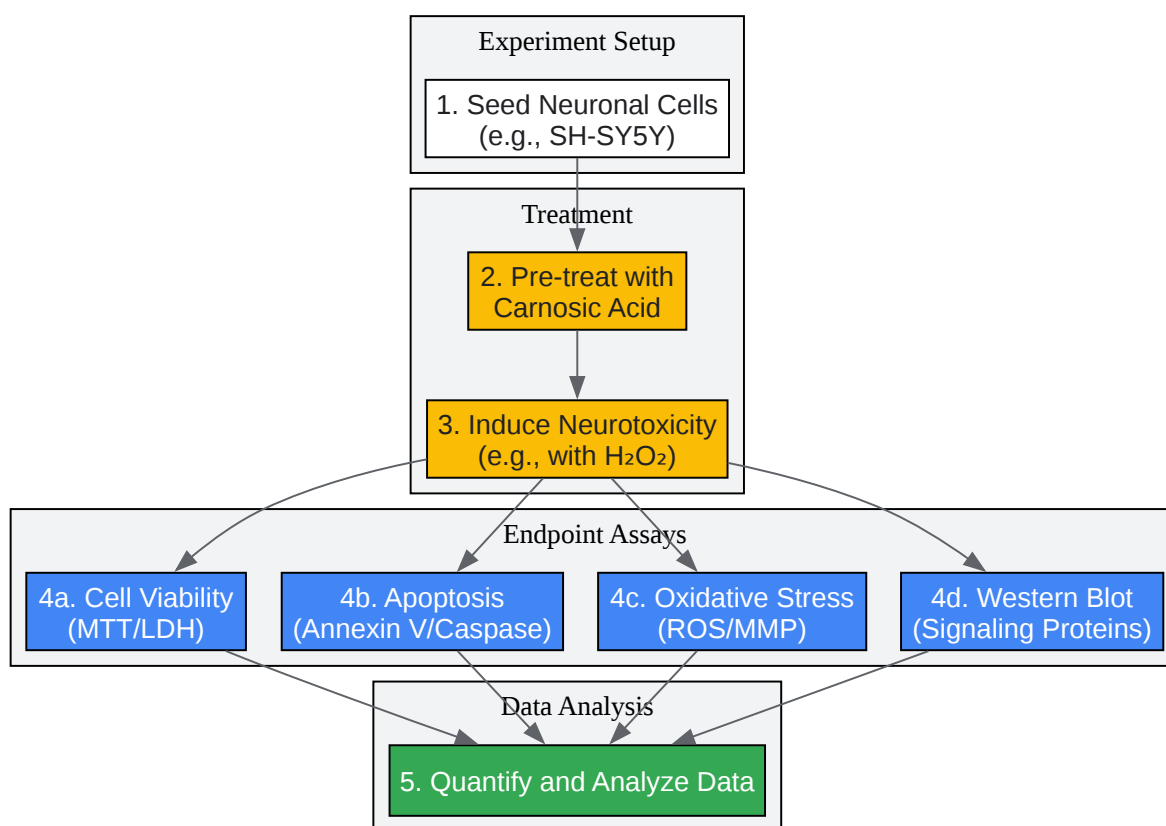 Experiment Setup
1. Seed Neuronal Cells
(e.g., SH-SY5Y)
Treatment
2. Pre-treat with
Carnosic Acid
3. Induce Neurotoxicity
(e.g., with H₂O₂)
Endpoint Assays
4a. Cell Viability
(MTT/LDH)
4b. Apoptosis
(Annexin V/Caspase)
4c. Oxidative Stress
(ROS/MMP)
4d. Western Blot
(Signaling Proteins)
Data Analysis
5. Quantify and Analyze Data